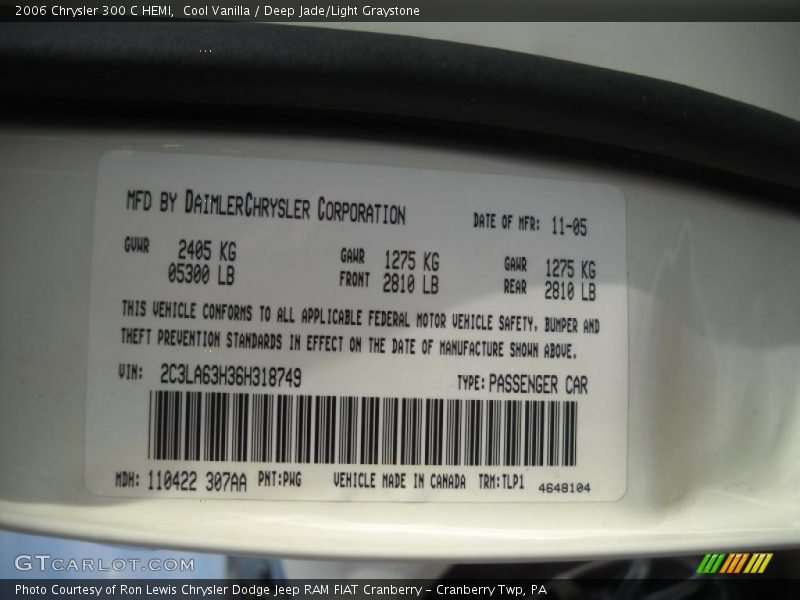 2006 Chrysler 300 C HEMI,  Cool Vanilla / Deep Jade/Light Graystone
MFD BY DAIMLERCHRYSLER CORPORATION DATE OF MFR: 11-05
GVWR 2405 KG GAWR 1275 KG GAWR 1275 KG
05300 LB FRONT 2810 LB REAR 2810 LB
THIS VEHICLE CONFORMS TO ALL APPLICABLE FEDERAL MOTOR VEHICLE SAFETY, BUMPER AND
THEFT PREVENTION STANDARDS IN EFFECT ON THE DATE OF MANUFACTURE SHOWN ABOVE.
VIN: 2C3LA63H36H318749 TYPE: PASSENGER CAR
MDH: 110422 307AA PNT:PWG VEHICLE MADE IN CANADA TRM:TLP1 4648104
GTCARLOT.COM
Photo Courtesy of Ron Lewis Chrysler Dodge Jeep RAM FIAT Cranberry – Cranberry Twp, PA